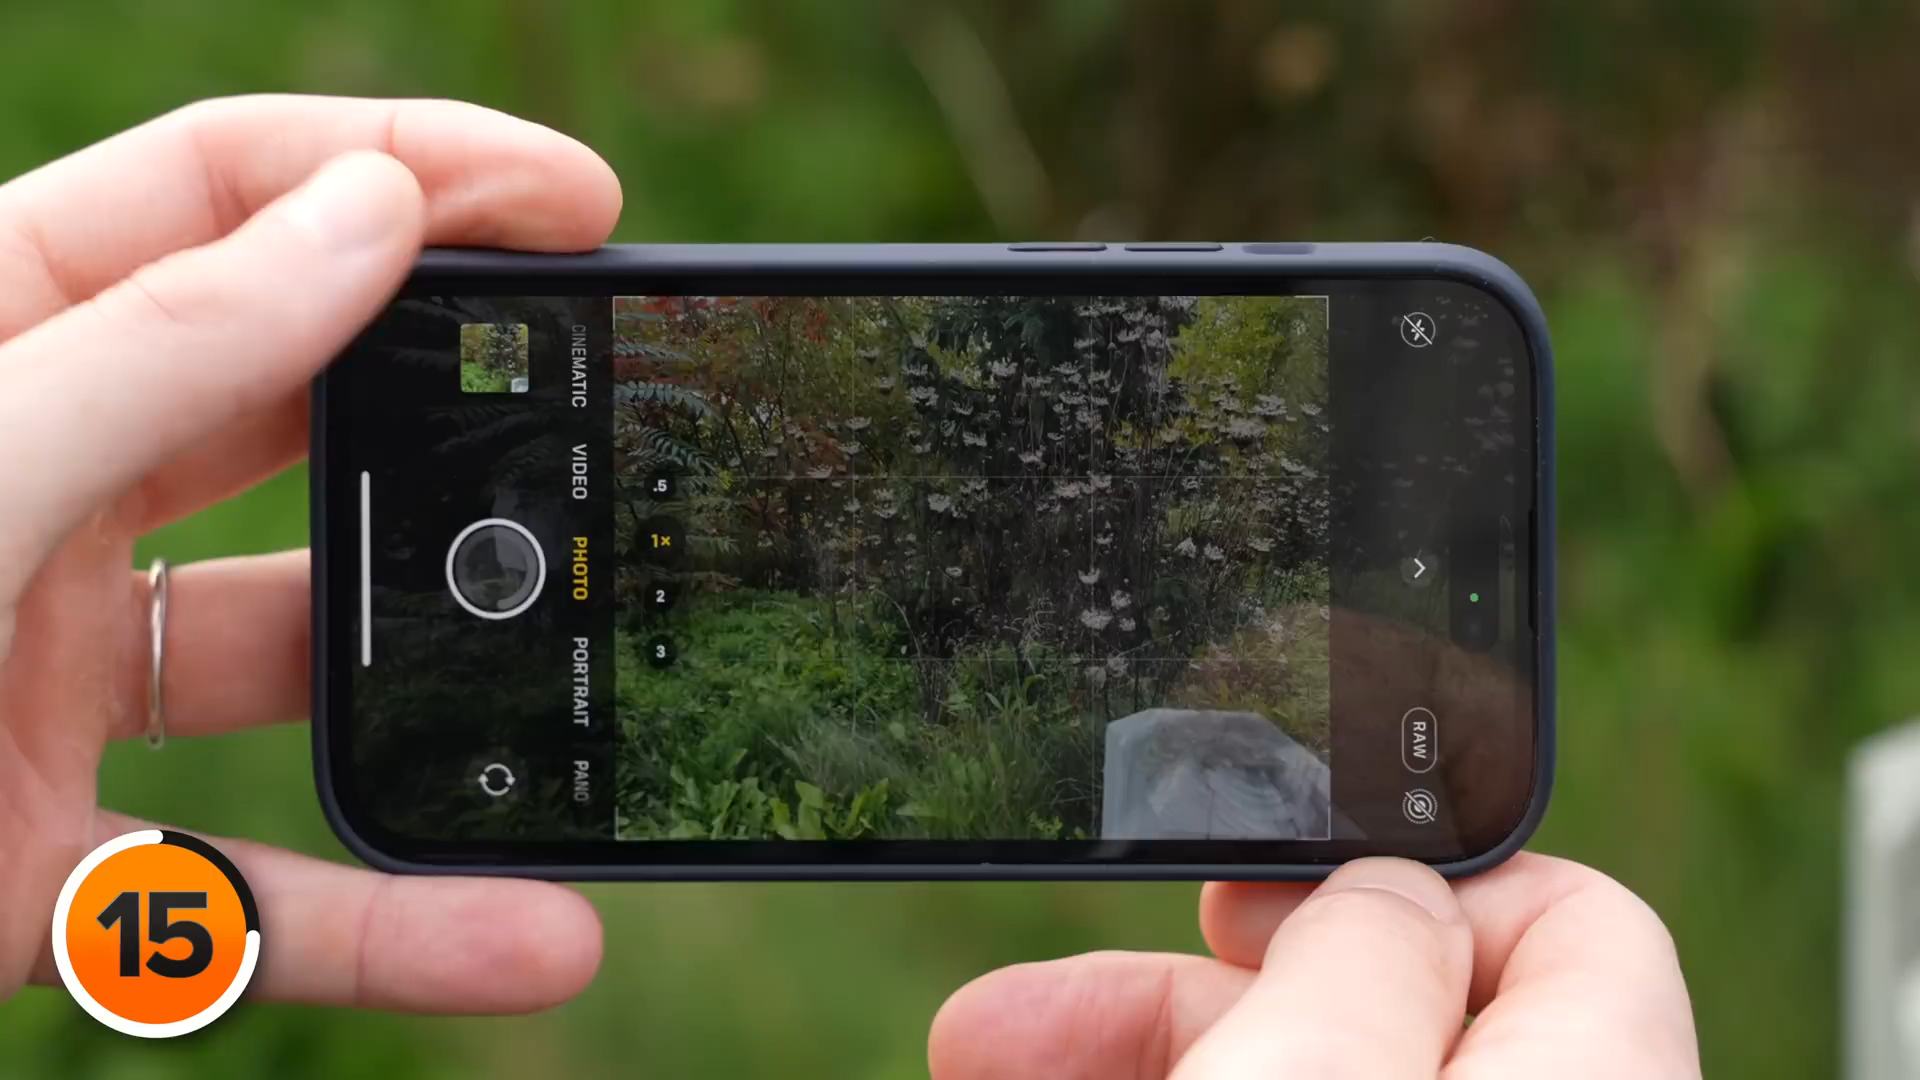 CINEMATIC
VIDEO
PHOTO
PORTRAIT
PANO
.5
1×
2
3
RAW
15